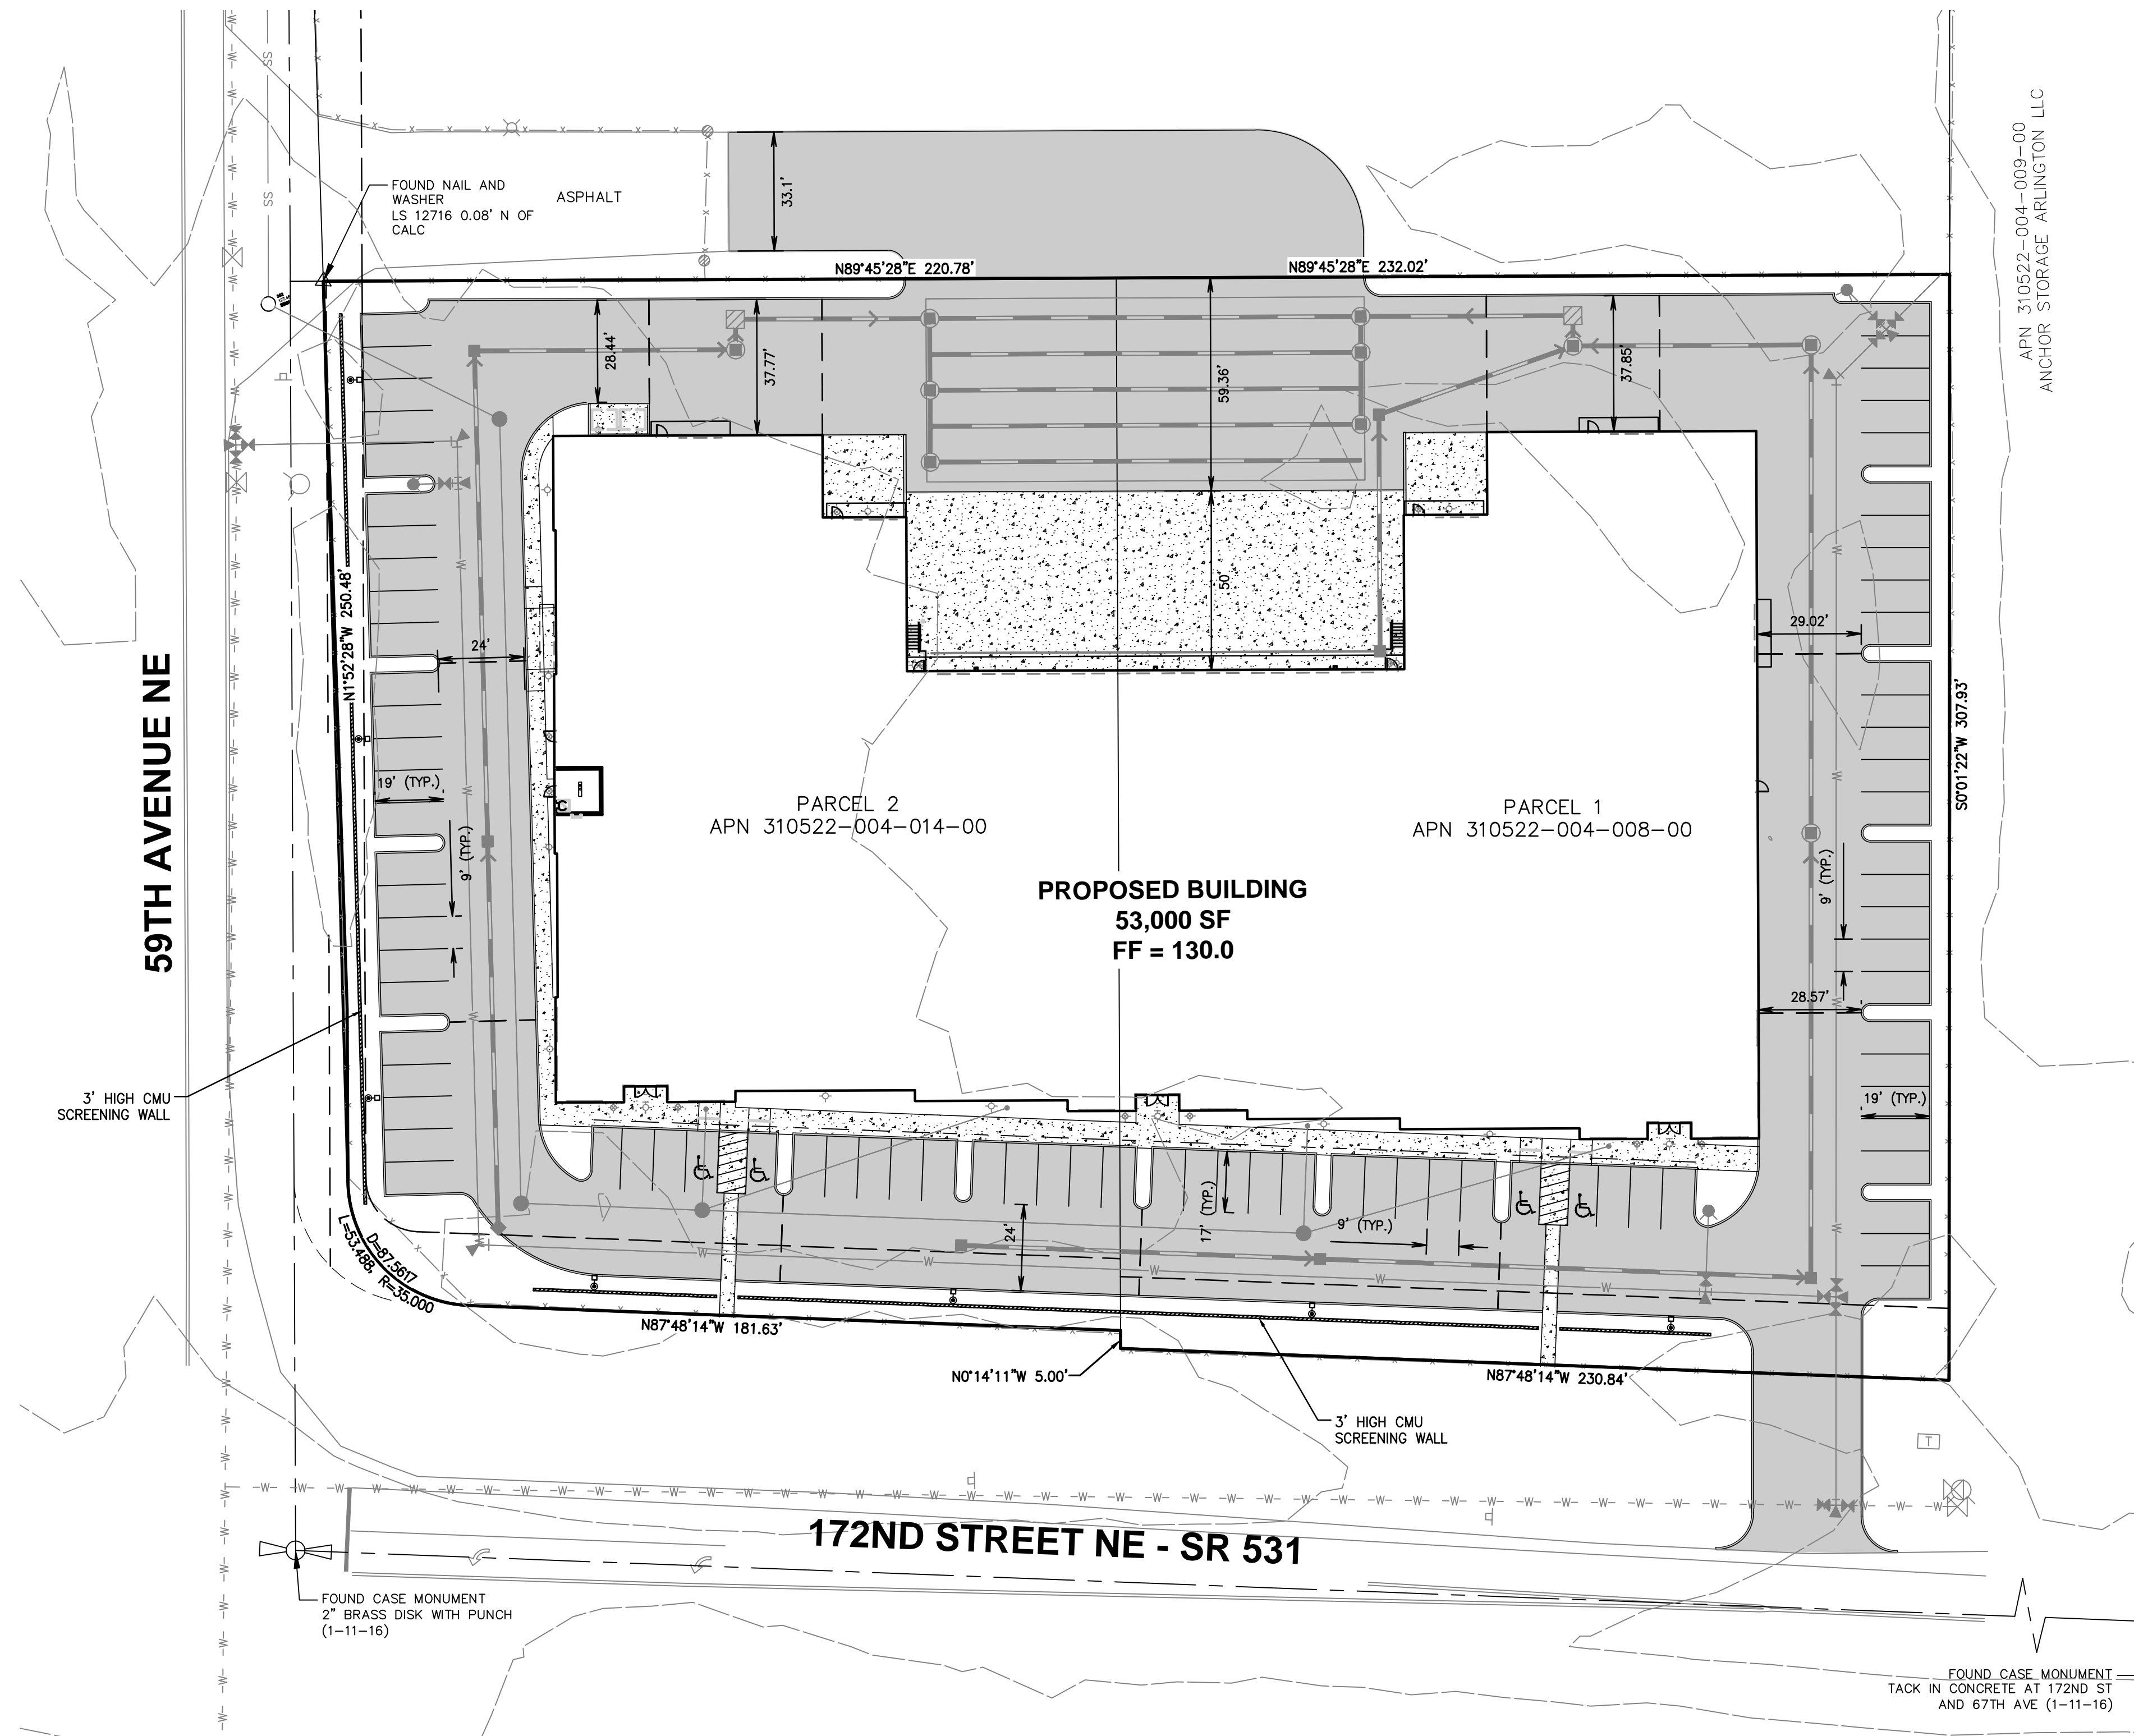 APN 310522-004-009-00
ANCHOR STORAGE ARLINGTON LLC
SS
SS
FOUND NAIL AND
WASHER
LS 12716 0.08' N OF
CALC
ASPHALT
33.1'
N89°45'28"E 220.78'
N89°45'28"E 232.02'
28.44'
37.77'
59.36'
37.85'
50'
N1°52'28"W 250.48'
24'
29.02'
S0°01'22"W 307.93'
59TH AVENUE NE
19' (TYP.)
9' (TYP.)
PARCEL 2
APN 310522-004-014-00
PARCEL 1
APN 310522-004-008-00
9' (TYP.)
PROPOSED BUILDING
53,000 SF
FF = 130.0
28.57'
3' HIGH CMU
SCREENING WALL
19' (TYP.)
17' (TYP.)
24'
9' (TYP.)
D=87.5617
L=53.488, R=35.000
N87°48'14"W 181.63'
N0°14'11"W 5.00'
N87°48'14"W 230.84'
3' HIGH CMU
SCREENING WALL
T
172ND STREET NE - SR 531
FOUND CASE MONUMENT
2" BRASS DISK WITH PUNCH
(1-11-16)
FOUND CASE MONUMENT
TACK IN CONCRETE AT 172ND ST
AND 67TH AVE (1-11-16)